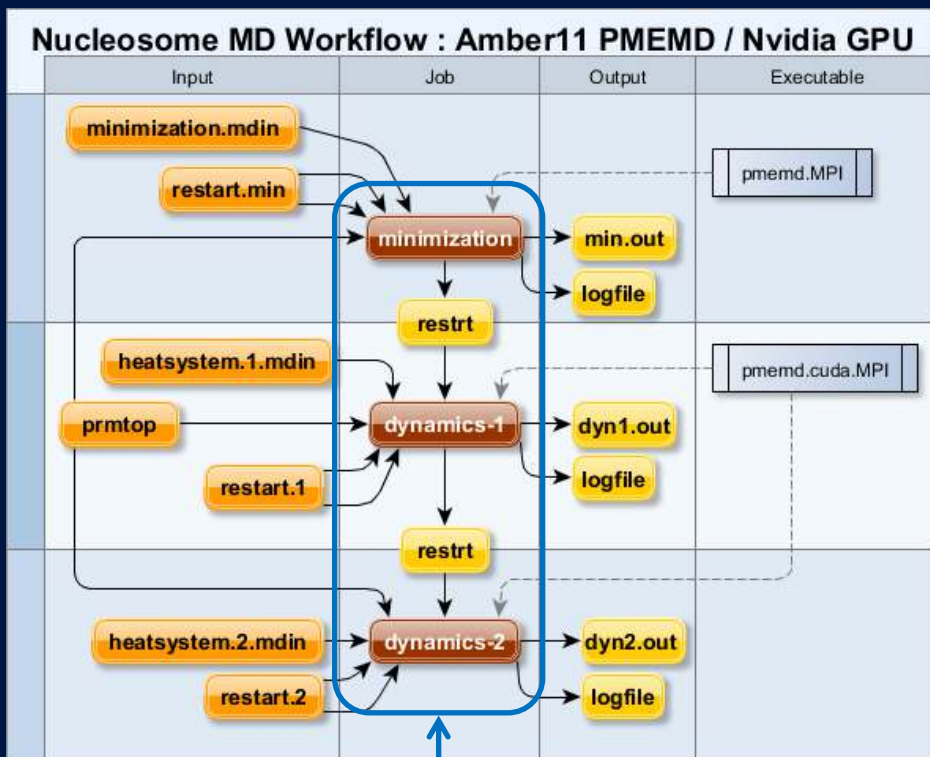 Nucleosome MD Workflow : Amber11 PMEMD / Nvidia GPU
Input
Job
Output
Executable
minimization.mdin
restart.min
pmemd.MPI
minimization
min.out
logfile
restrt
heatsystem.1.mdin
pmemd.cuda.MPI
prmtop
dynamics-1
dyn1.out
restart.1
logfile
restrt
heatsystem.2.mdin
dynamics-2
dyn2.out
restart.2
logfile